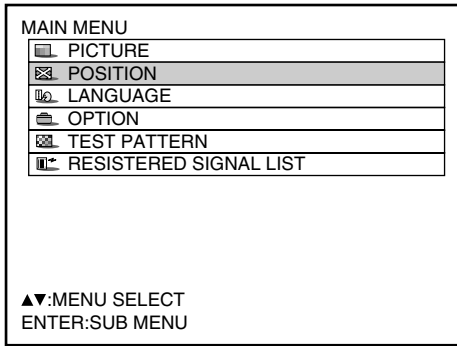 MAIN MENU
PICTURE
POSITION
LANGUAGE
OPTION
TEST PATTERN
RESISTERED SIGNAL LIST
▲▼:MENU SELECT
ENTER:SUB MENU